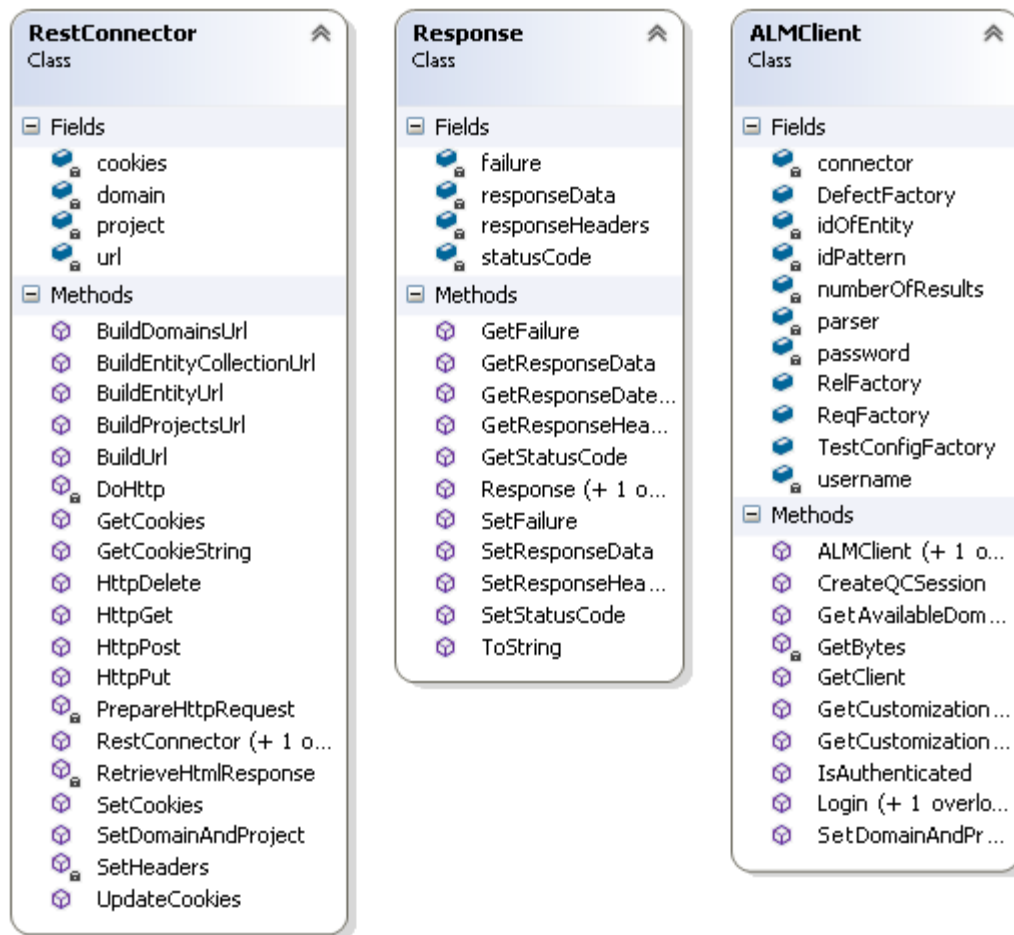 RestConnector
Class
Fields
cookies
domain
project
url
Methods
BuildDomainsUrl
BuildEntityCollectionUrl
BuildEntityUrl
BuildProjectsUrl
BuildUrl
DoHttp
GetCookies
GetCookieString
HttpDelete
HttpGet
HttpPost
HttpPut
PrepareHttpRequest
RestConnector (+ 1 o...
RetrieveHtmlResponse
SetCookies
SetDomainAndProject
SetHeaders
UpdateCookies
Response
Class
Fields
failure
responseData
responseHeaders
statusCode
Methods
GetFailure
GetResponseData
GetResponseDate...
GetResponseHea...
GetStatusCode
Response (+ 1 o...
SetFailure
SetResponseData
SetResponseHea...
SetStatusCode
ToString
ALMClient
Class
Fields
connector
DefectFactory
idOfEntity
idPattern
numberOfResults
parser
password
RelFactory
ReqFactory
TestConfigFactory
username
Methods
ALMClient (+ 1 o...
CreateQCSession
GetAvailableDom...
GetBytes
GetClient
GetCustomization...
GetCustomization...
IsAuthenticated
Login (+ 1 overlo...
SetDomainAndPr...